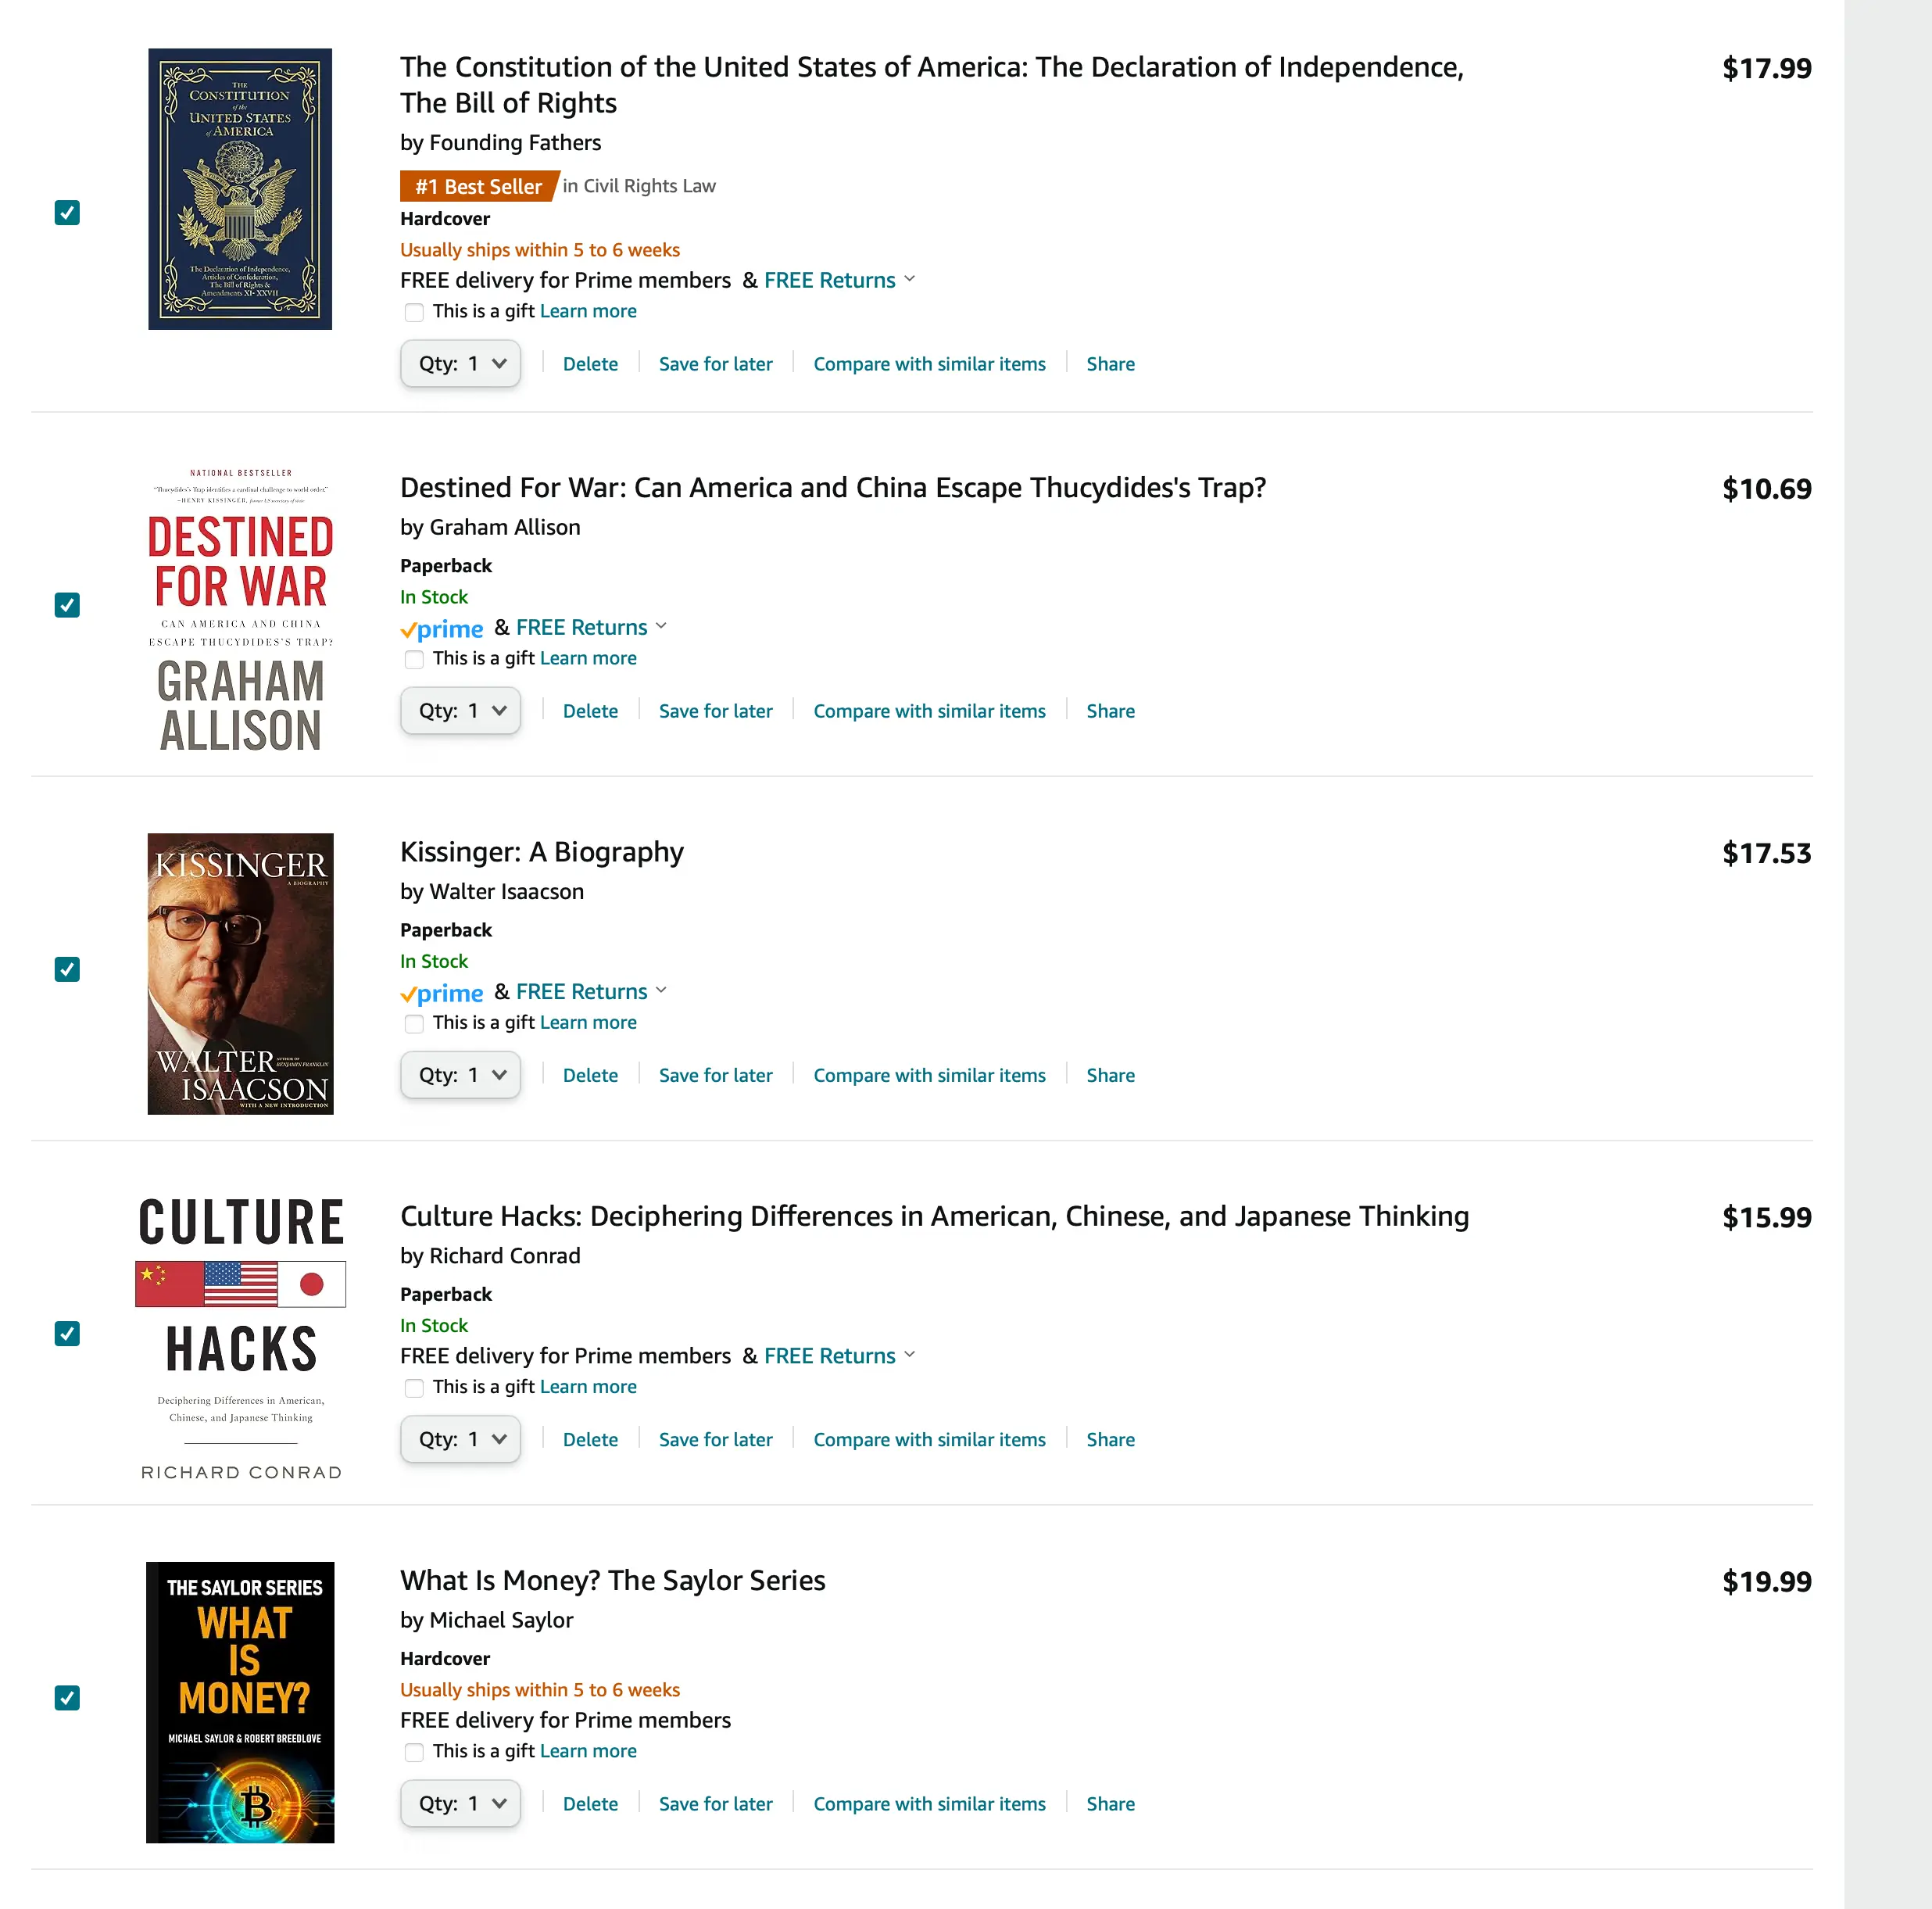 THE
CONSTITUTION
of the
UNITED STATES
of AMERICA
The Declaration of Independence,
Articles of Confederation,
The Bill of Rights &
Amendments XI-XXVII
The Constitution of the United States of America: The Declaration of Independence,
The Bill of Rights
by Founding Fathers
#1 Best Seller in Civil Rights Law
Hardcover
Usually ships within 5 to 6 weeks
FREE delivery for Prime members & FREE Returns
This is a gift Learn more
Qty: 1 Delete Save for later Compare with similar items Share
$17.99
NATIONAL BESTSELLER
"Thucydides's Trap identifies a cardinal challenge to world order."
—HENRY KISSINGER, former US secretary of state
DESTINED
FOR WAR
CAN AMERICA AND CHINA
ESCAPE THUCYDIDES'S TRAP?
GRAHAM
ALLISON
Destined For War: Can America and China Escape Thucydides's Trap?
by Graham Allison
Paperback
In Stock
prime & FREE Returns
This is a gift Learn more
Qty: 1 Delete Save for later Compare with similar items Share
$10.69
KISSINGER
A BIOGRAPHY
WALTER
AUTHOR OF
BENJAMIN FRANKLIN
ISAACSON
WITH A NEW INTRODUCTION
Kissinger: A Biography
by Walter Isaacson
Paperback
In Stock
prime & FREE Returns
This is a gift Learn more
Qty: 1 Delete Save for later Compare with similar items Share
$17.53
CULTURE
HACKS
Deciphering Differences in American,
Chinese, and Japanese Thinking
RICHARD CONRAD
Culture Hacks: Deciphering Differences in American, Chinese, and Japanese Thinking
by Richard Conrad
Paperback
In Stock
FREE delivery for Prime members & FREE Returns
This is a gift Learn more
Qty: 1 Delete Save for later Compare with similar items Share
$15.99
THE SAYLOR SERIES
WHAT
IS
MONEY?
MICHAEL SAYLOR & ROBERT BREEDLOVE
What Is Money? The Saylor Series
by Michael Saylor
Hardcover
Usually ships within 5 to 6 weeks
FREE delivery for Prime members
This is a gift Learn more
Qty: 1 Delete Save for later Compare with similar items Share
$19.99